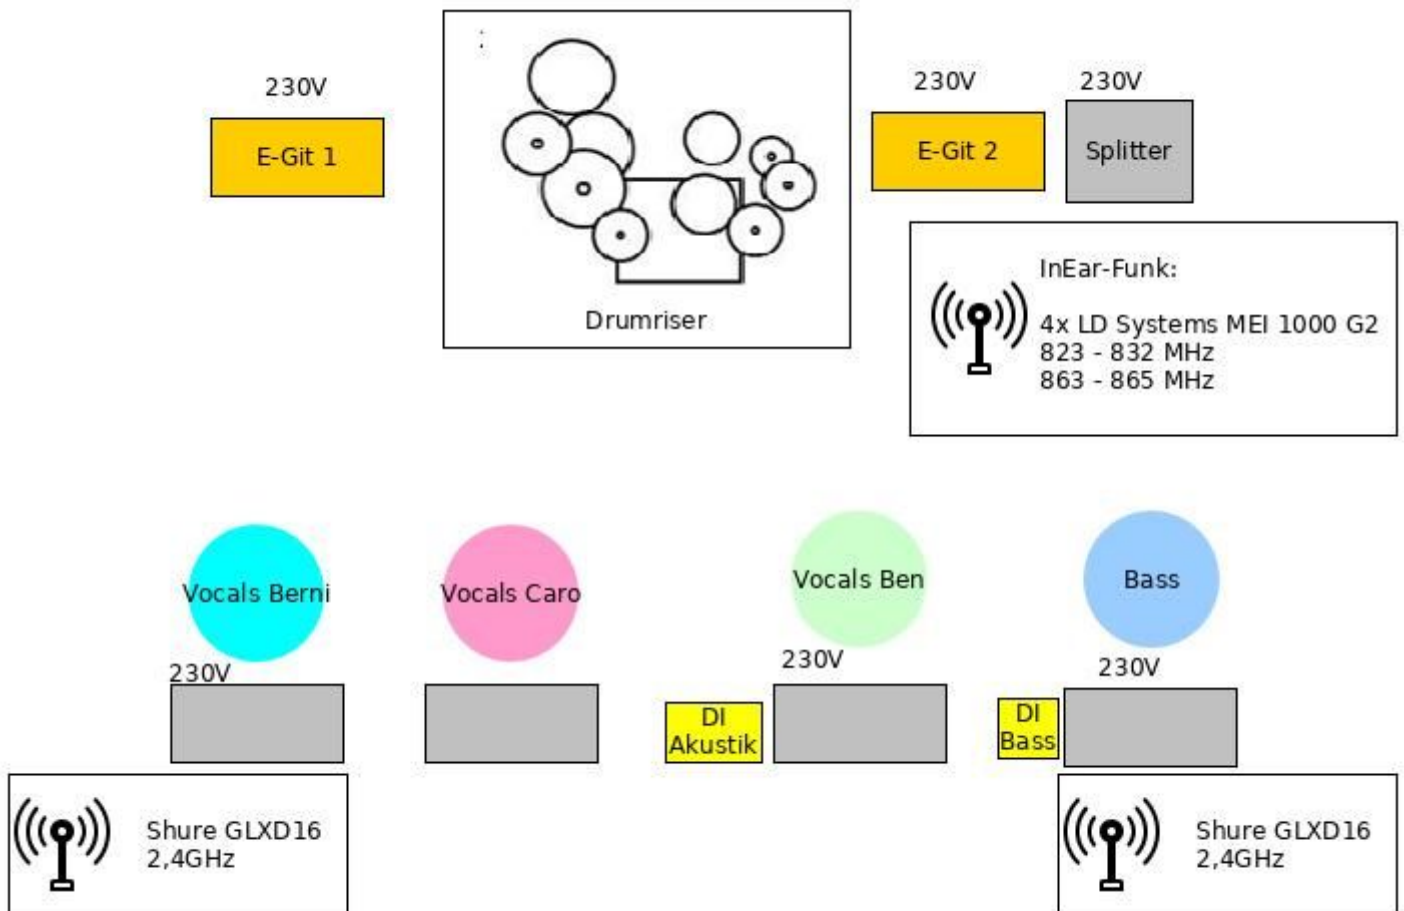 230V
E-Git 1
Drumriser
230V
E-Git 2
230V
Splitter
InEar-Funk:
4x LD Systems MEI 1000 G2
823 - 832 MHz
863 - 865 MHz
Vocals Berni
Vocals Caro
Vocals Ben
Bass
230V
230V
230V
DI
Akustik
DI
Bass
Shure GLXD16
2,4GHz
Shure GLXD16
2,4GHz